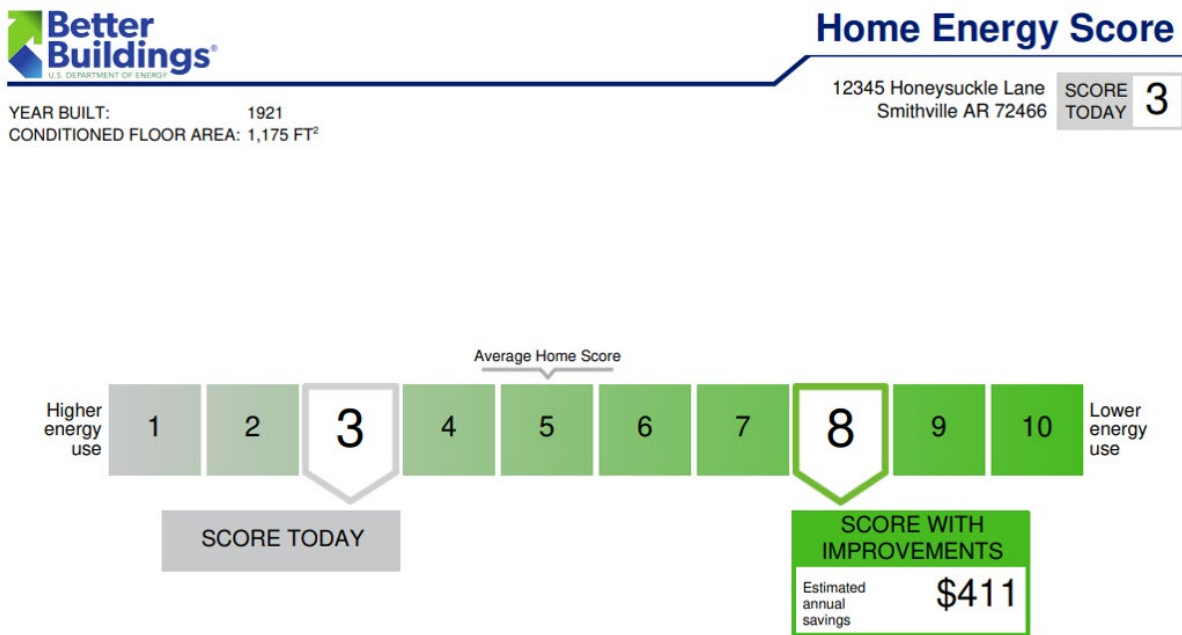 Better
Buildings®
U.S. DEPARTMENT OF ENERGY
Home Energy Score
12345 Honeysuckle Lane
Smithville AR 72466
SCORE
TODAY
3
YEAR BUILT: 1921
CONDITIONED FLOOR AREA: 1,175 FT²
Average Home Score
Higher
energy
use
1 2 3 4 5 6 7 8 9 10
Lower
energy
use
SCORE TODAY
SCORE WITH
IMPROVEMENTS
Estimated
annual
savings
$411